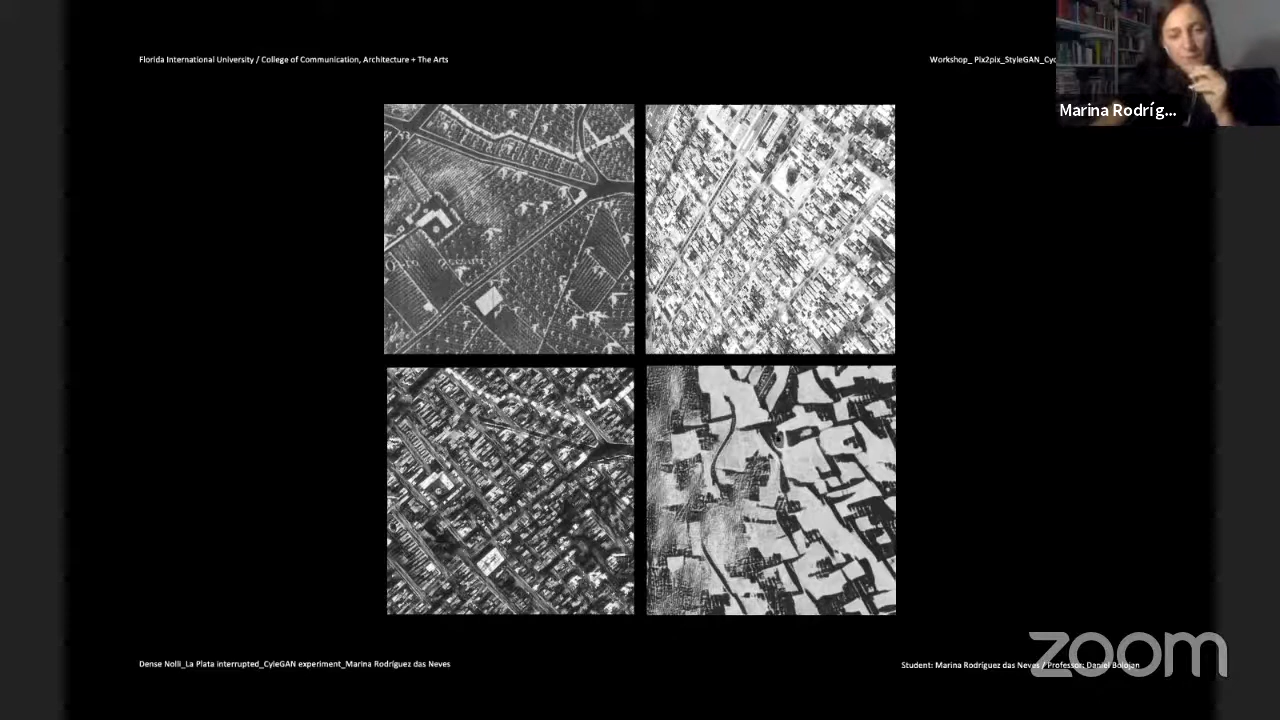 Florida International University / College of Communication, Architecture + The Arts
Workshop_ Pix2pix_StyleGAN_Cyc
Marina Rodríg...
Dense Nolli_La Plata interrupted_CyleGAN experiment_Marina Rodríguez das Neves
Student: Marina Rodríguez das Neves / Professor: Daniel Bolojan
zoom